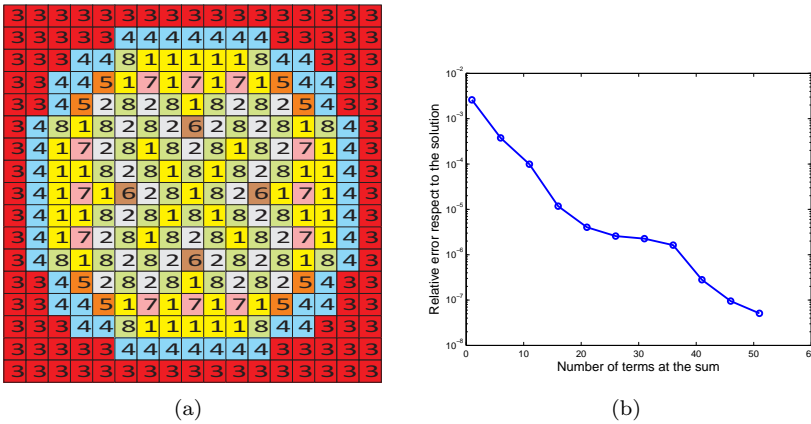 3 3 3 3 3 3 3 3 3 3 3 3 3 3 3 3 3
3 3 3 3 3 4 4 4 4 4 4 4 3 3 3 3 3
3 3 3 4 4 8 1 1 1 1 1 8 4 4 3 3 3
3 3 4 4 5 1 7 1 7 1 7 1 5 4 4 3 3
3 3 4 5 2 8 2 8 1 8 2 8 2 5 4 3 3
3 4 8 1 8 2 8 2 6 2 8 2 8 1 8 4 3
3 4 1 7 2 8 1 8 2 8 1 8 2 7 1 4 3
3 4 1 1 8 2 8 1 8 1 8 2 8 1 1 4 3
3 4 1 7 1 6 2 8 1 8 2 6 1 7 1 4 3
3 4 1 1 8 2 8 1 8 1 8 2 8 1 1 4 3
3 4 1 7 2 8 1 8 2 8 1 8 2 7 1 4 3
3 4 8 1 8 2 8 2 6 2 8 2 8 1 8 4 3
3 3 4 5 2 8 2 8 1 8 2 8 2 5 4 3 3
3 3 4 4 5 1 7 1 7 1 7 1 5 4 4 3 3
3 3 3 4 4 8 1 1 1 1 1 8 4 4 3 3 3
3 3 3 3 3 4 4 4 4 4 4 4 3 3 3 3 3
3 3 3 3 3 3 3 3 3 3 3 3 3 3 3 3 3
(a)
Relative error respect to the solution
10⁻²
10⁻³
10⁻⁴
10⁻⁵
10⁻⁶
10⁻⁷
10⁻⁸
0 10 20 30 40 50 60
Number of terms at the sum
(b)